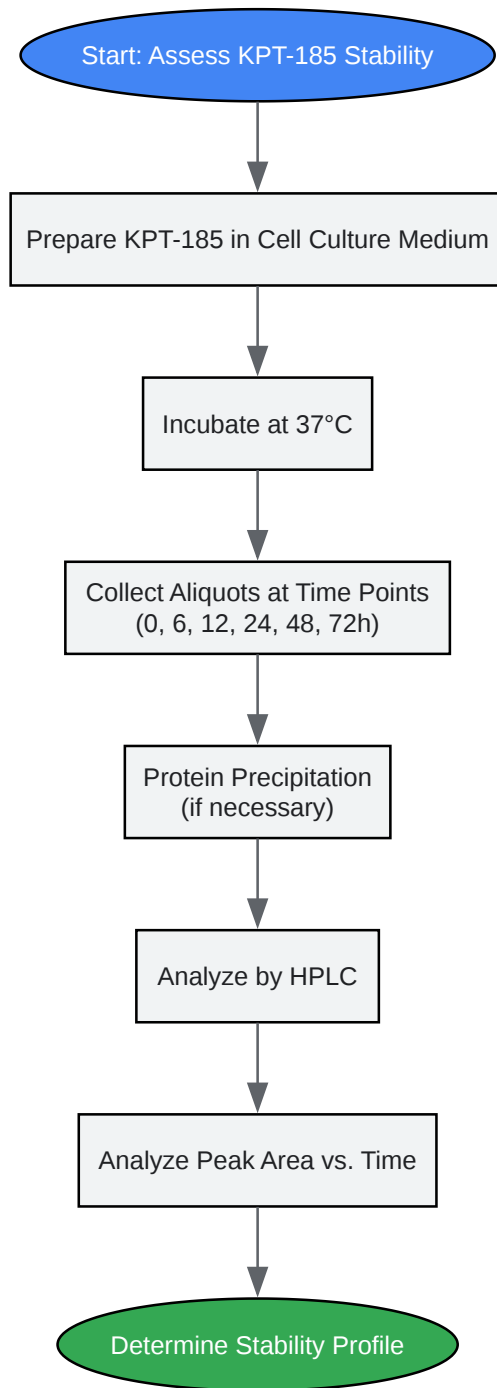 Start: Assess KPT-185 Stability
Prepare KPT-185 in Cell Culture Medium
Incubate at 37°C
Collect Aliquots at Time Points
(0, 6, 12, 24, 48, 72h)
Protein Precipitation
(if necessary)
Analyze by HPLC
Analyze Peak Area vs. Time
Determine Stability Profile